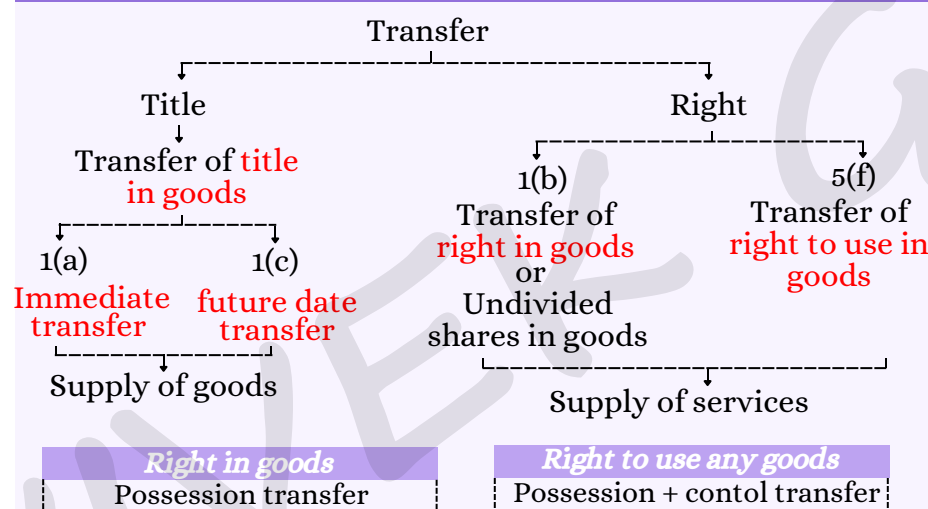 Transfer
Title
Right
Transfer of title
in goods
1(a)
Immediate
transfer
1(c)
future date
transfer
Supply of goods
1(b)
Transfer of
right in goods
or
Undivided
shares in goods
5(f)
Transfer of
right to use in
goods
Supply of services
Right in goods
Possession transfer
Right to use any goods
Possession + contol transfer